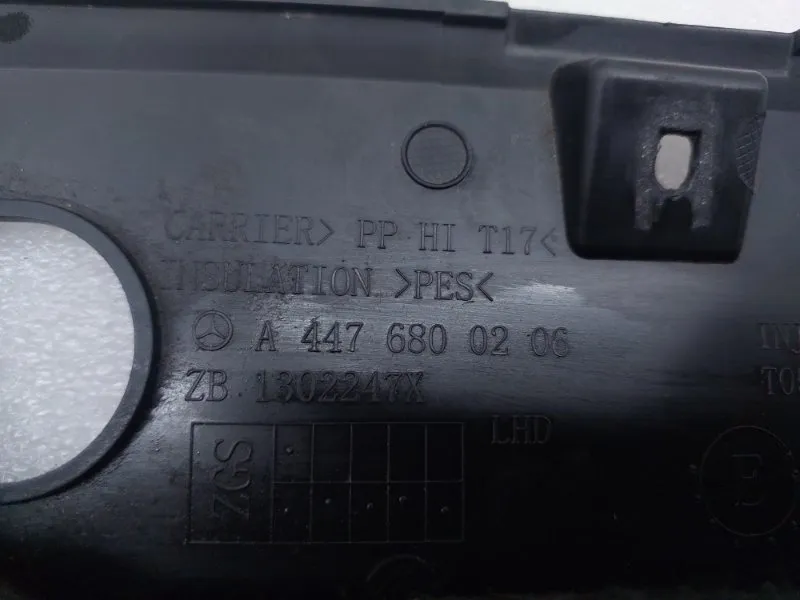 CARRIER> PP HI T17<
INSULATION >PES<
A 447 680 02 06
ZB 1302247X
ZGS
LHD